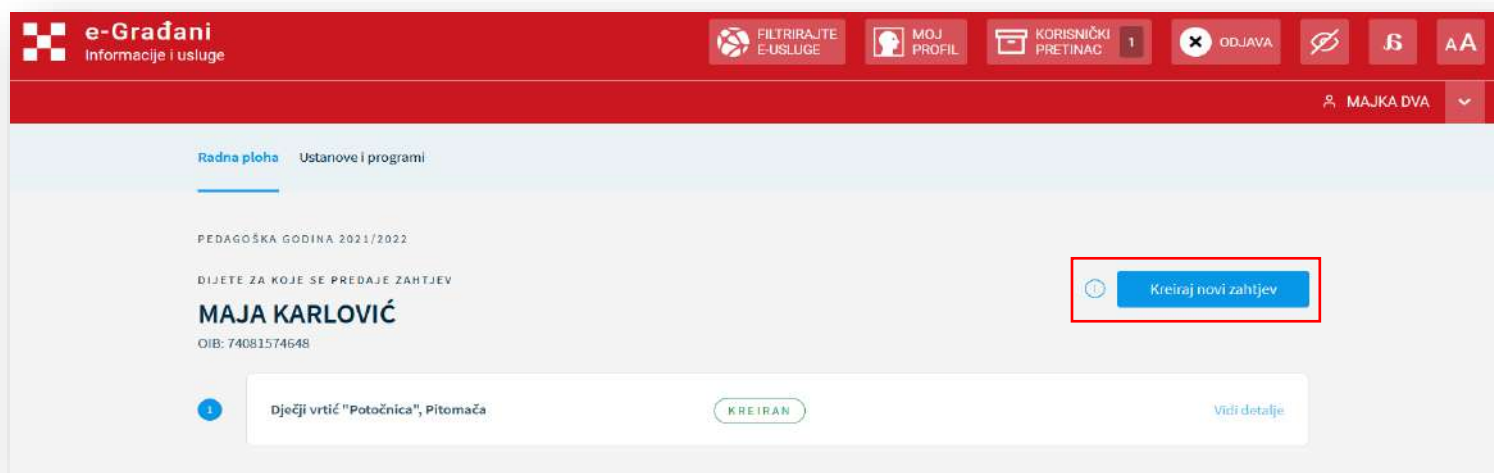 e-Građani
Informacije i usluge
FILTRIRAJTE
E-USLUGE
MOJ
PROFIL
KORISNIČKI
PRETINAC
1
ODJAVA
AA
MAJKA DVA
Radna ploha Ustanove i programi
PEDAGOŠKA GODINA 2021/2022
DIJETE ZA KOJE SE PREDAJE ZAHTJEV
Kreiraj novi zahtjev
MAJA KARLOVIĆ
OIB: 74081574648
1 Dječji vrtić "Potočnica", Pitomača KREIRAN Vidi detalje